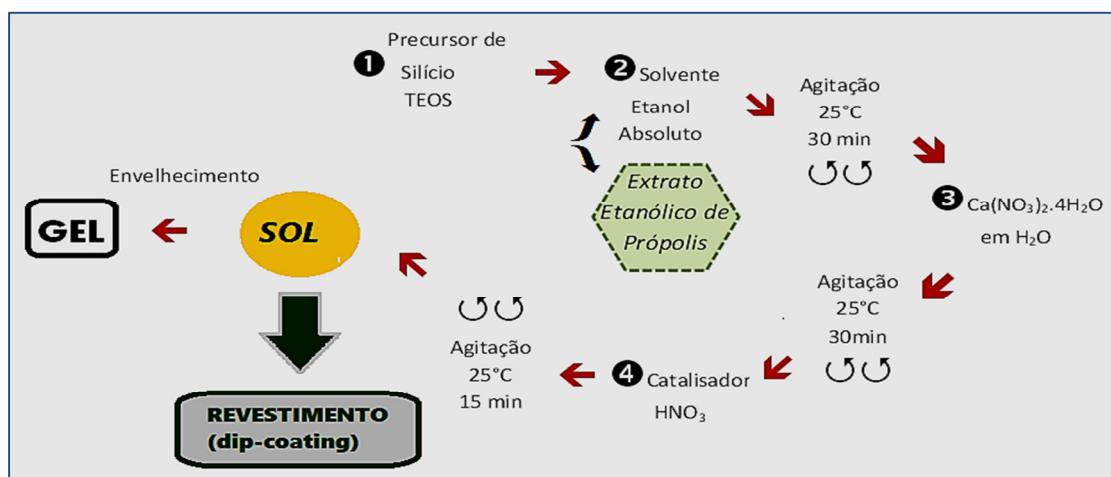 ❶ Precursor de
Silício
TEOS
❷ Solvente
Etanol
Absoluto
Extrato
Etanólico de
Própolis
Agitação
25°C
30 min
❸ Ca(NO₃)₂.4H₂O
em H₂O
Agitação
25°C
30min
❹ Catalisador
HNO₃
Agitação
25°C
15 min
SOL
Envelhecimento
GEL
REVESTIMENTO
(dip-coating)